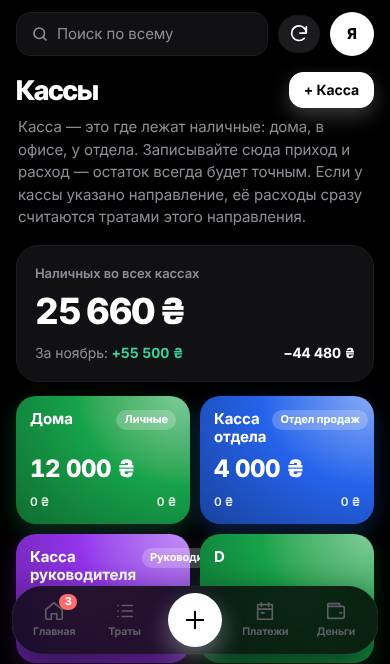 Поиск по всему
Я
Кассы
+ Касса
Касса — это где лежат наличные: дома, в
офисе, у отдела. Записывайте сюда приход и
расход — остаток всегда будет точным. Если у
кассы указано направление, её расходы сразу
считаются тратами этого направления.
Наличных во всех кассах
25 660 ₴
За ноябрь: +55 500 ₴
−44 480 ₴
Дома
Личные
12 000 ₴
0 ₴
0 ₴
Касса
отдела
Отдел продаж
4 000 ₴
0 ₴
0 ₴
Касса
руководителя
D
3
Главная
Траты
Платежи
Деньги